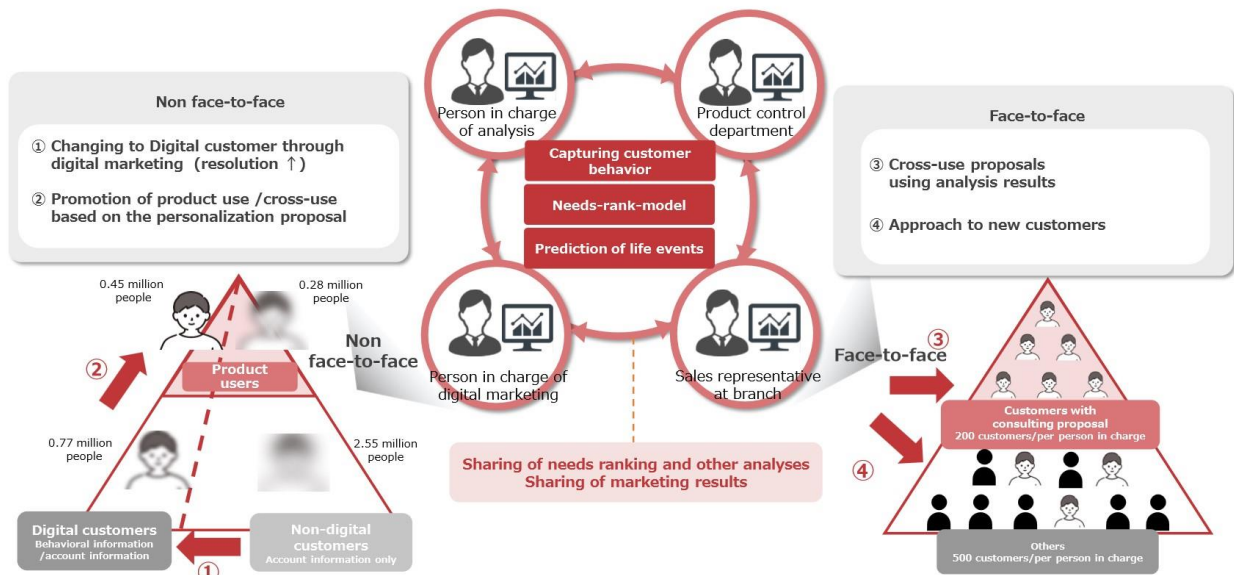 Non face-to-face
① Changing to Digital customer through
digital marketing (resolution ↑)
② Promotion of product use /cross-use
based on the personalization proposal
Person in charge
of analysis
Product control
department
Capturing customer
behavior
Needs-rank-model
Prediction of life events
Person in charge of
digital marketing
Sales representative
at branch
Face-to-face
③ Cross-use proposals
using analysis results
④ Approach to new customers
0.45 million
people
0.28 million
people
②
Product
users
0.77 million
people
2.55 million
people
Digital customers
Behavioral information
/account information
Non-digital
customers
Account information only
①
Non
face-to-face
Sharing of needs ranking and other analyses
Sharing of marketing results
Face-to-face
③
④
Customers with
consulting proposal
200 customers/per person in charge
Others
500 customers/per person in charge